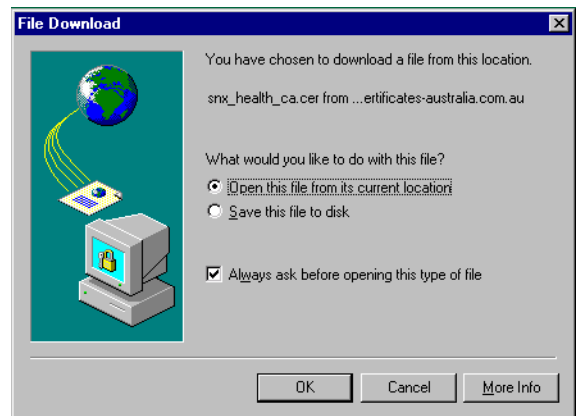 File Download
You have chosen to download a file from this location.
snx_health_ca.cer from ...ertificates-australia.com.au
What would you like to do with this file?
Open this file from its current location
Save this file to disk
Always ask before opening this type of file
OK
Cancel
More Info